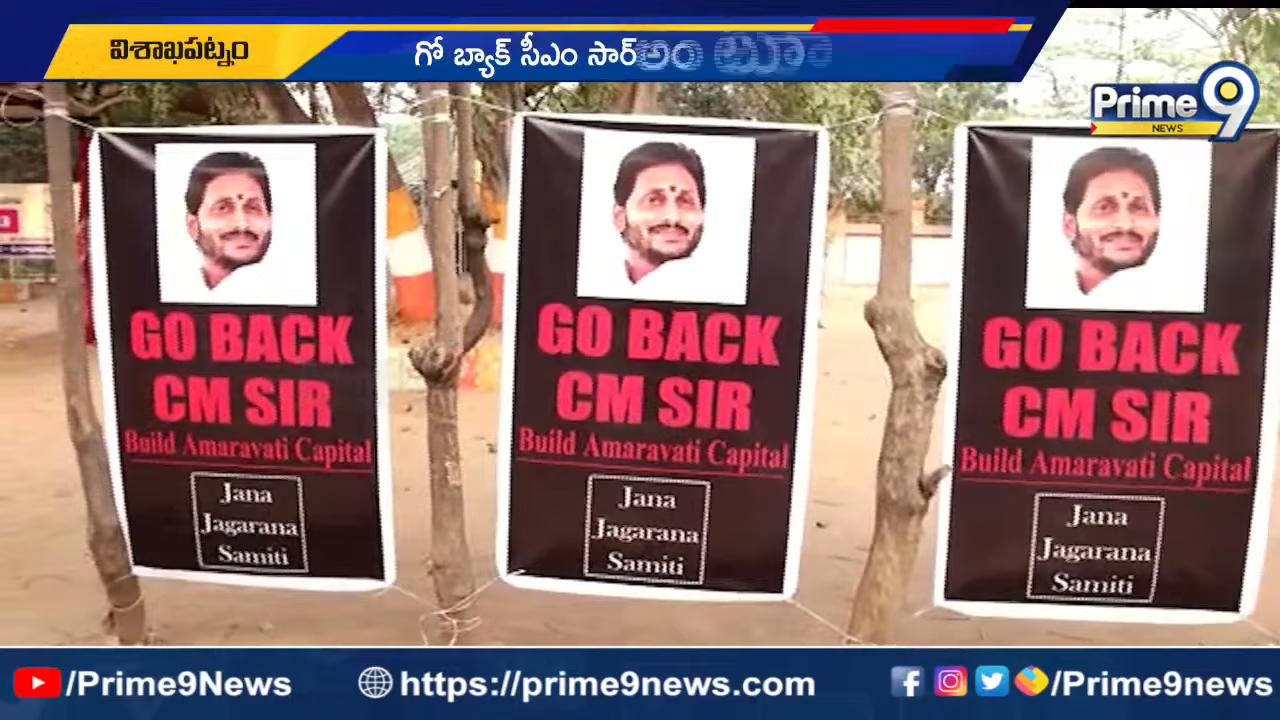 విశాఖపట్నం
గో బ్యాక్ సీఎం సార్ అం టూ
Prime9
NEWS
GO BACK
CM SIR
Build Amaravati Capital
Jana
Jagarana
Samiti
GO BACK
CM SIR
Build Amaravati Capital
Jana
Jagarana
Samiti
GO BACK
CM SIR
Build Amaravati Capital
Jana
Jagarana
Samiti
/Prime9News
https://prime9news.com
/Prime9news